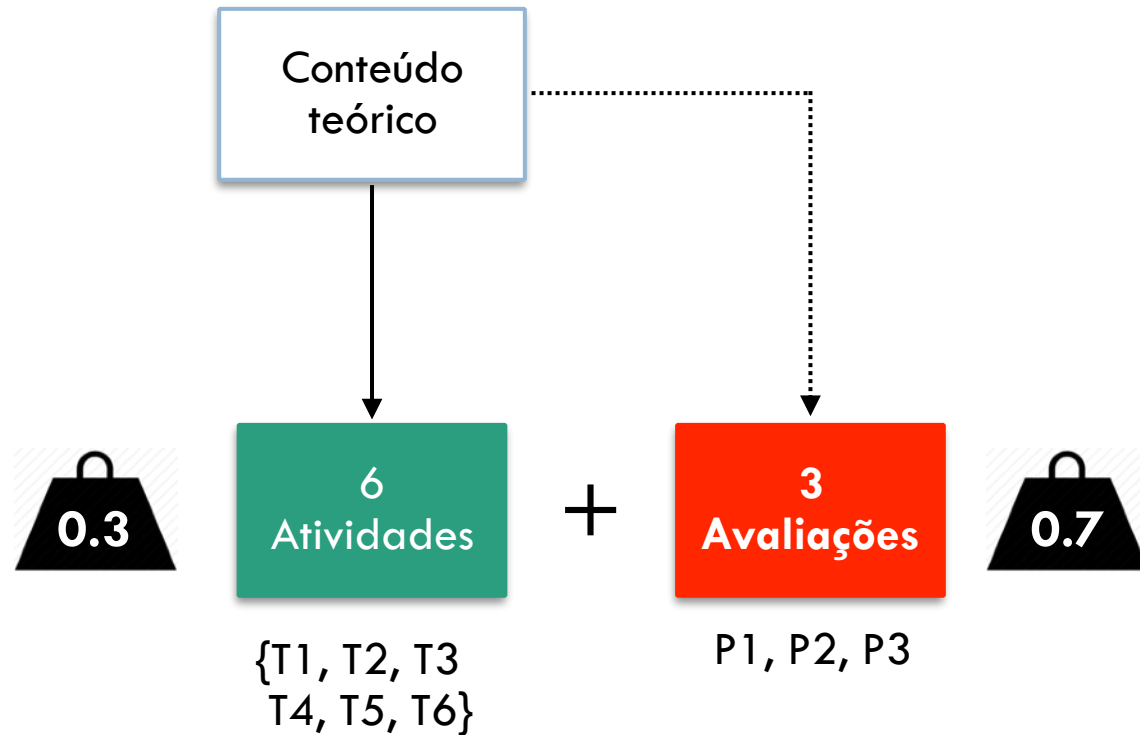 Conteúdo
teórico
0.3
6
Atividades
+
3
Avaliações
0.7
{T1, T2, T3
T4, T5, T6}
P1, P2, P3